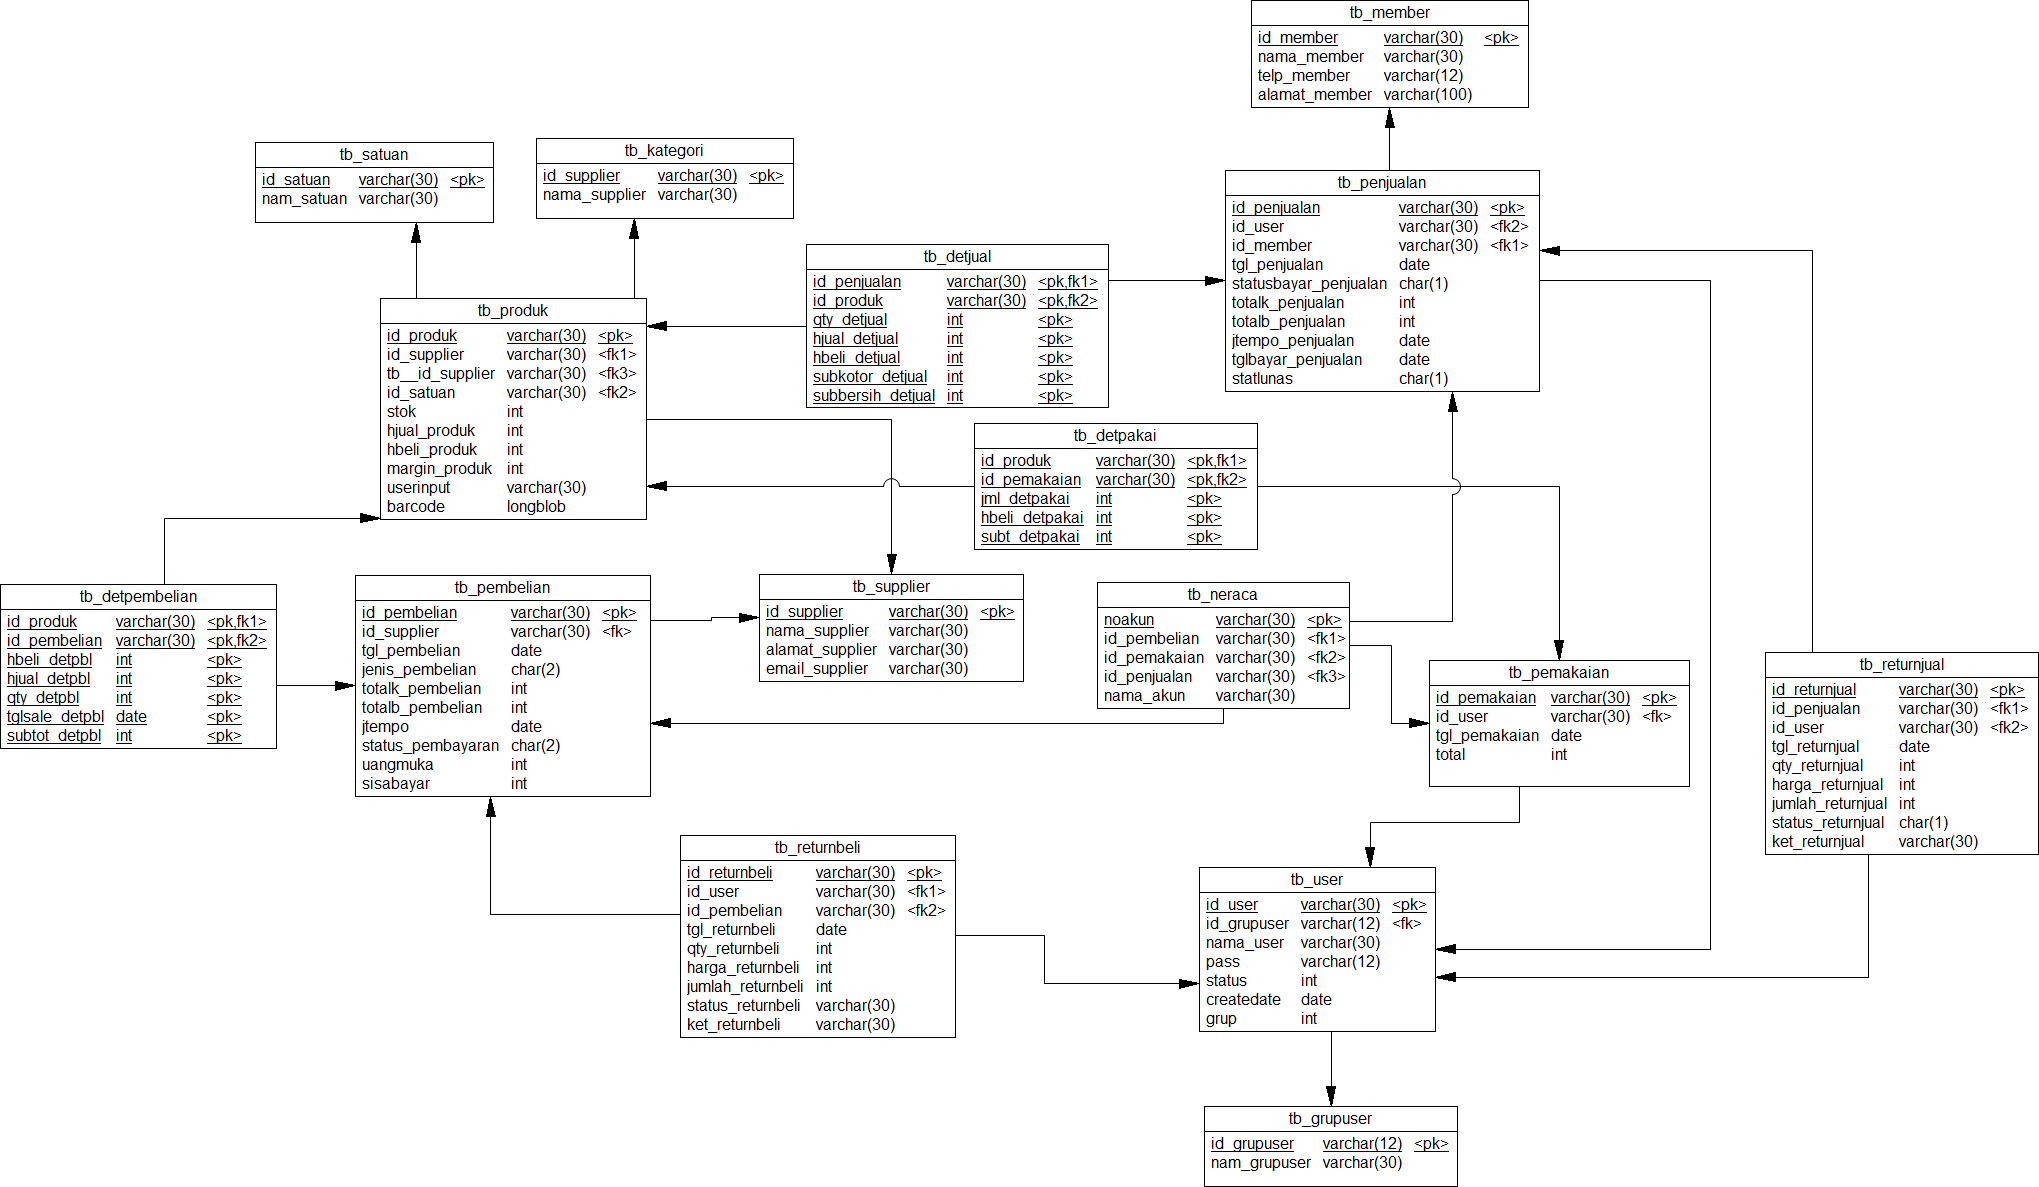 tb_member
id_member varchar(30) <pk>
nama_member varchar(30)
telp_member varchar(12)
alamat_member varchar(100)
tb_satuan
id_satuan varchar(30) <pk>
nam_satuan varchar(30)
tb_kategori
id_supplier varchar(30) <pk>
nama_supplier varchar(30)
tb_penjualan
id_penjualan varchar(30) <pk>
id_user varchar(30) <fk2>
id_member varchar(30) <fk1>
tgl_penjualan date
statusbayar_penjualan char(1)
totalk_penjualan int
totalb_penjualan int
jtempo_penjualan date
tglbayar_penjualan date
statlunas char(1)
tb_detjual
id_penjualan varchar(30) <pk,fk1>
id_produk varchar(30) <pk,fk2>
qty_detjual int <pk>
hjual_detjual int <pk>
hbeli_detjual int <pk>
subkotor_detjual int <pk>
subbersih_detjual int <pk>
tb_produk
id_produk varchar(30) <pk>
id_supplier varchar(30) <fk1>
tb__id_supplier varchar(30) <fk3>
id_satuan varchar(30) <fk2>
stok int
hjual_produk int
hbeli_produk int
margin_produk int
userinput varchar(30)
barcode longblob
tb_detpakai
id_produk varchar(30) <pk,fk1>
id_pemakaian varchar(30) <pk,fk2>
jml_detpakai int <pk>
hbeli_detpakai int <pk>
subt_detpakai int <pk>
tb_detpembelian
id_produk varchar(30) <pk,fk1>
id_pembelian varchar(30) <pk,fk2>
hbeli_detpbl int <pk>
hjual_detpbl int <pk>
qty_detpbl int <pk>
tglsale_detpbl date <pk>
subtot_detpbl int <pk>
tb_pembelian
id_pembelian varchar(30) <pk>
id_supplier varchar(30) <fk>
tgl_pembelian date
jenis_pembelian char(2)
totalk_pembelian int
totalb_pembelian int
jtempo date
status_pembayaran char(2)
uangmuka int
sisabayar int
tb_supplier
id_supplier varchar(30) <pk>
nama_supplier varchar(30)
alamat_supplier varchar(30)
email_supplier varchar(30)
tb_neraca
noakun varchar(30) <pk>
id_pembelian varchar(30) <fk1>
id_pemakaian varchar(30) <fk2>
id_penjualan varchar(30) <fk3>
nama_akun varchar(30)
tb_pemakaian
id_pemakaian varchar(30) <pk>
id_user varchar(30) <fk>
tgl_pemakaian date
total int
tb_returnjual
id_returnjual varchar(30) <pk>
id_penjualan varchar(30) <fk1>
id_user varchar(30) <fk2>
tgl_returnjual date
qty_returnjual int
harga_returnjual int
jumlah_returnjual int
status_returnjual char(1)
ket_returnjual varchar(30)
tb_returnbeli
id_returnbeli varchar(30) <pk>
id_user varchar(30) <fk1>
id_pembelian varchar(30) <fk2>
tgl_returnbeli date
qty_returnbeli int
harga_returnbeli int
jumlah_returnbeli int
status_returnbeli varchar(30)
ket_returnbeli varchar(30)
tb_user
id_user varchar(30) <pk>
id_grupuser varchar(12) <fk>
nama_user varchar(30)
pass varchar(12)
status int
createdate date
grup int
tb_grupuser
id_grupuser varchar(12) <pk>
nam_grupuser varchar(30)